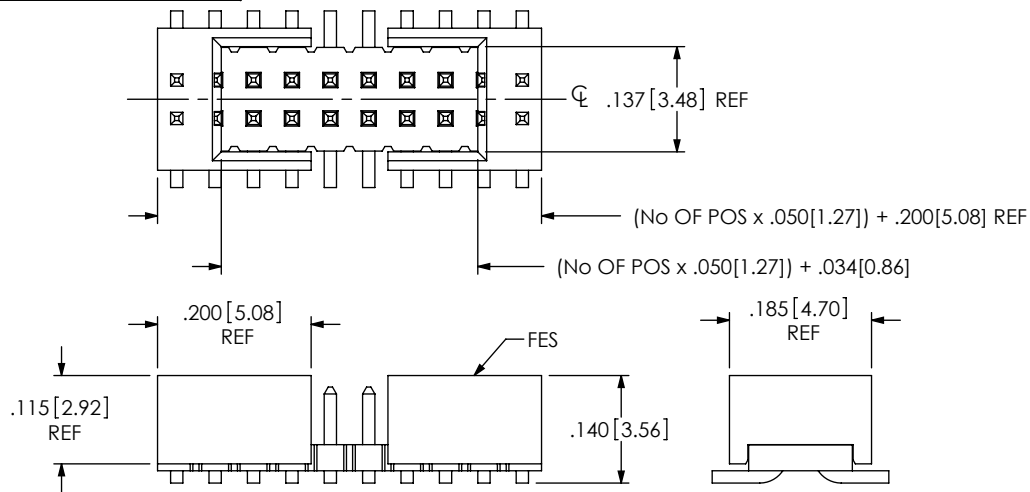 ℄ .137[3.48] REF
(No OF POS x .050[1.27]) + .200[5.08] REF
(No OF POS x .050[1.27]) + .034[0.86]
.200[5.08]
REF
FES
.185[4.70]
REF
.115[2.92]
REF
.140[3.56]